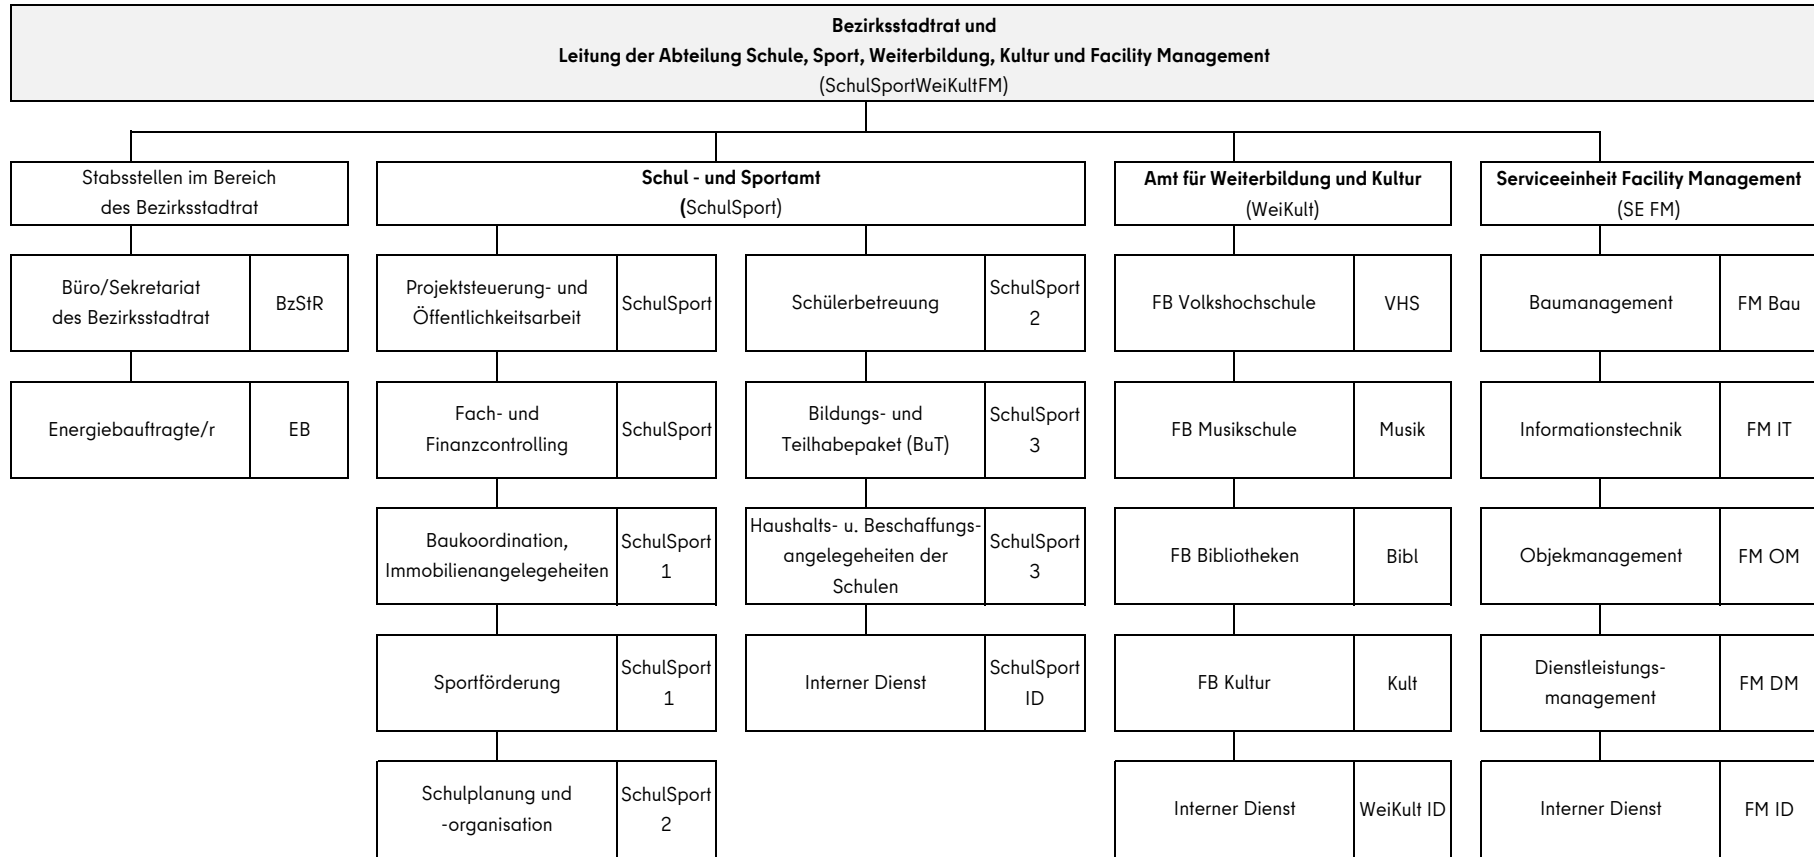 Bezirksstadtrat und
Leitung der Abteilung Schule, Sport, Weiterbildung, Kultur und Facility Management
(SchulSportWeiKultFM)
Stabsstellen im Bereich
des Bezirksstadtrat
Büro/Sekretariat
des Bezirksstadtrat
BzStR
Energiebauftragte/r
EB
Schul - und Sportamt
(SchulSport)
Projektsteuerung- und
Öffentlichkeitsarbeit
SchulSport
Fach- und
Finanzcontrolling
SchulSport
Baukoordination,
Immobilienangelegeheiten
SchulSport
1
Sportförderung
SchulSport
1
Schulplanung und
-organisation
SchulSport
2
Schülerbetreuung
SchulSport
2
Bildungs- und
Teilhabepaket (BuT)
SchulSport
3
Haushalts- u. Beschaffungs-
angelegeheiten der
Schulen
SchulSport
3
Interner Dienst
SchulSport
ID
Amt für Weiterbildung und Kultur
(WeiKult)
FB Volkshochschule
VHS
FB Musikschule
Musik
FB Bibliotheken
Bibl
FB Kultur
Kult
Interner Dienst
WeiKult ID
Serviceeinheit Facility Management
(SE FM)
Baumanagement
FM Bau
Informationstechnik
FM IT
Objekmanagement
FM OM
Dienstleistungs-
management
FM DM
Interner Dienst
FM ID